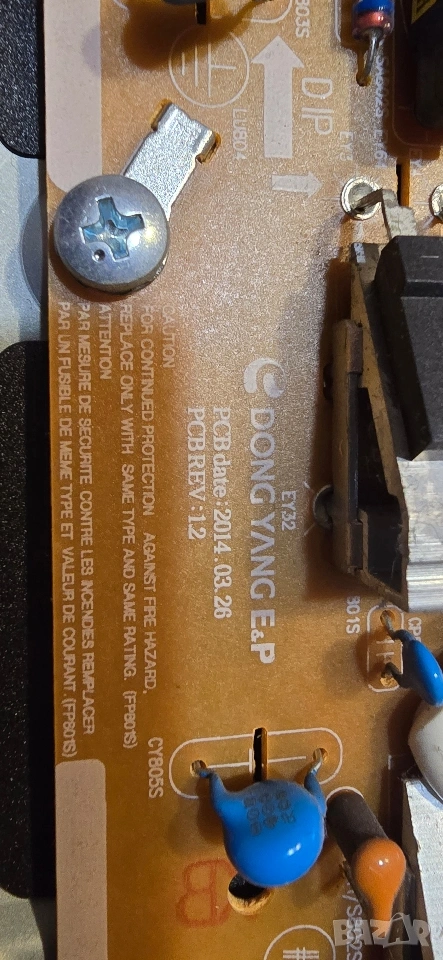 DIP
LUB04
EY32
DONG YANG E&P
PCB date : 2014. 03. 26
PCB REV : 1.2
CAUTION
FOR CONTINUED PROTECTION AGAINST FIRE HAZARD,
REPLACE ONLY WITH SAME TYPE AND SAME RATING. (FP801S)
ATTENTION
PAR MESURE DE SECURITE CONTRE LES INCENDIES REMPLACER
PAR UN FUSIBLE DE MEME TYPE ET VALEUR DE COURANT. (FP801S)
CY805S
B
BAZAR